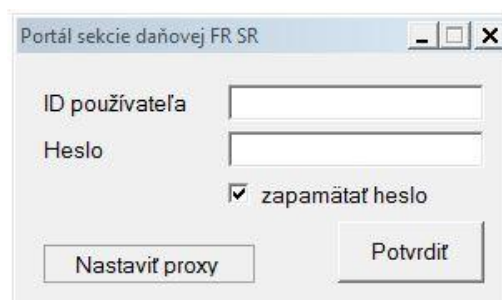 Portál sekcie daňovej FR SR
ID používateľa
Heslo
zapamätať heslo
Nastaviť proxy
Potvrdiť